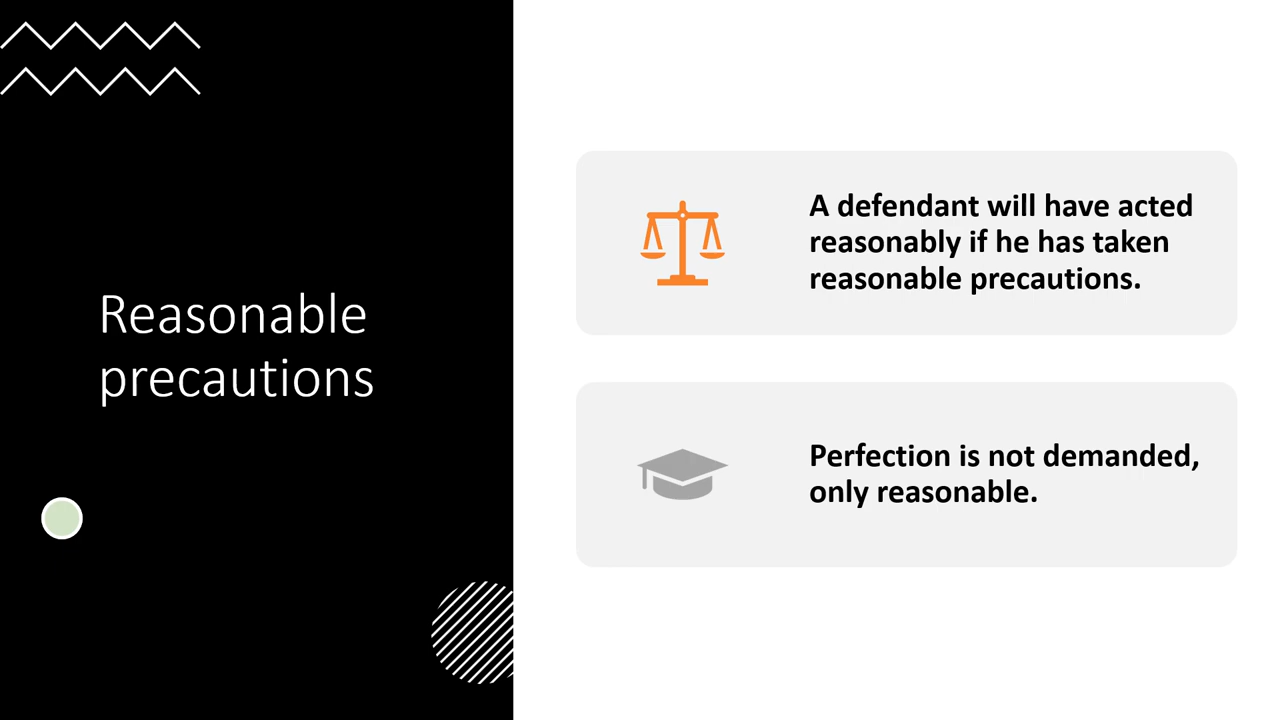 Reasonable
precautions
A defendant will have acted
reasonably if he has taken
reasonable precautions.
Perfection is not demanded,
only reasonable.